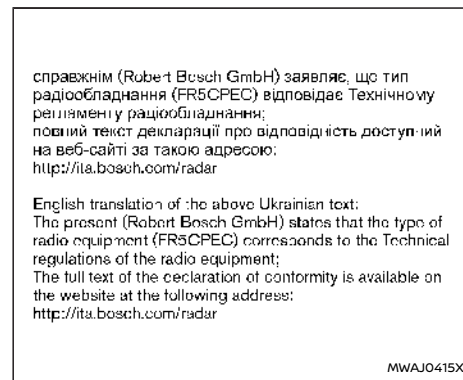 справжнім (Robert Bosch GmbH) заявляє, що тип
радіообладнання (FR5CPEC) відповідає Технічному
регламенту радіообладнання;
повний текст декларації про відповідність доступний
на веб-сайті за такою адресою:
http://ita.bosch.com/radar
English translation of the above Ukrainian text:
The present (Robert Bosch GmbH) states that the type of
radio equipment (FR5CPEC) corresponds to the Technical
regulations of the radio equipment;
The full text of the declaration of conformity is available on
the website at the following address:
http://ita.bosch.com/radar
MWAJ0415X